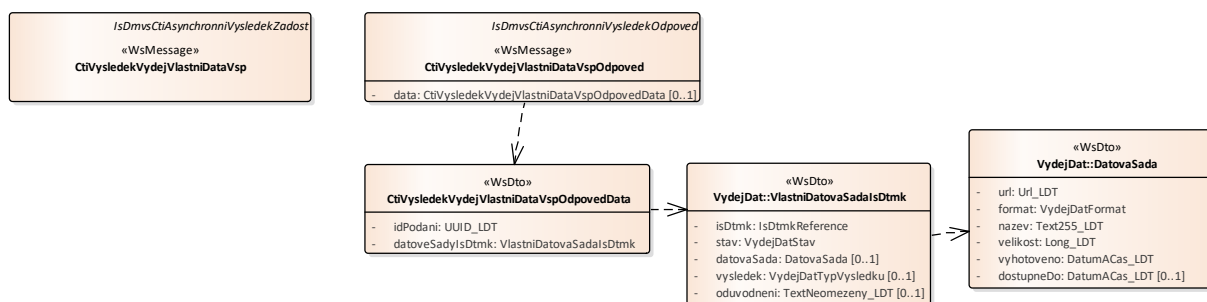 IsDmvsCtiAsynchronniVysledekZadost
«WsMessage»
CtiVysledekVydejVlastniDataVsp
IsDmvsCtiAsynchronniVysledekOdpoved
«WsMessage»
CtiVysledekVydejVlastniDataVspOdpoved
- data: CtiVysledekVydejVlastniDataVspOdpovedData [0..1]
«WsDto»
CtiVysledekVydejVlastniDataVspOdpovedData
- idPodani: UUID_LDT
- datoveSadyIsDtmk: VlastniDatovaSadaIsDtmk
«WsDto»
VydejDat::VlastniDatovaSadaIsDtmk
- isDtmk: IsDtmkReference
- stav: VydejDatStav
- datovaSada: DatovaSada [0..1]
- vysledek: VydejDatTypVysledku [0..1]
- oduvodneni: TextNeomezeny_LDT [0..1]
«WsDto»
VydejDat::DatovaSada
- url: Url_LDT
- format: VydejDatFormat
- nazev: Text255_LDT
- velikost: Long_LDT
- vyhotoveno: DatumACas_LDT
- dostupneDo: DatumACas_LDT [0..1]